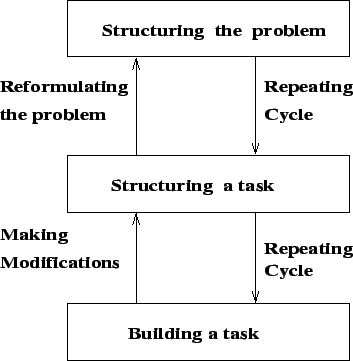 Structuring the problem
Reformulating
the problem
Repeating
Cycle
Structuring a task
Making
Modifications
Repeating
Cycle
Building a task